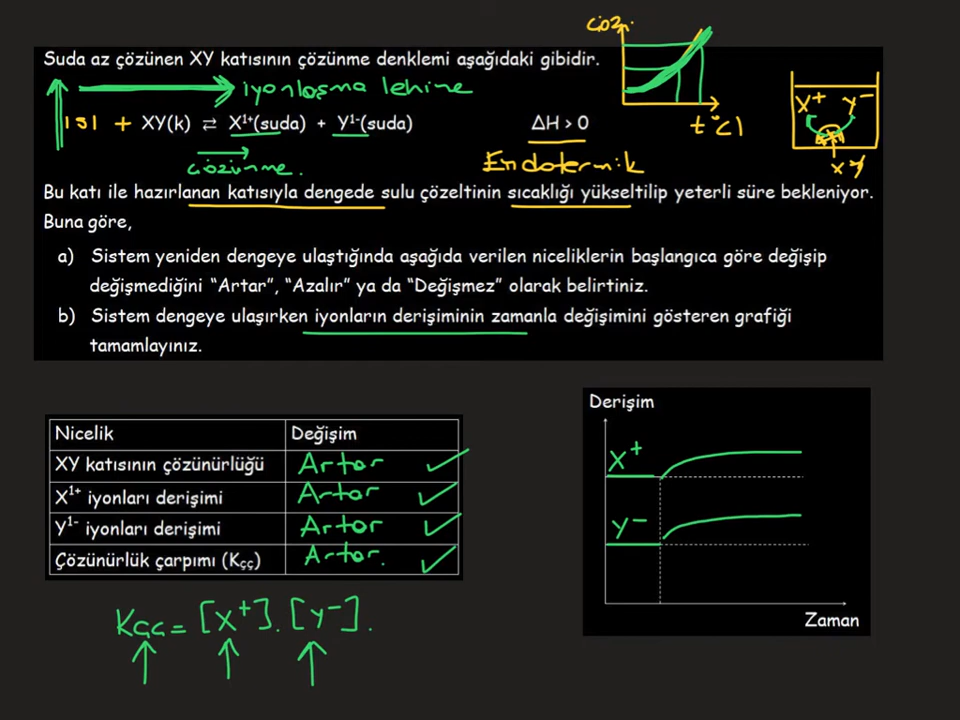 çöz.
Suda az çözünen XY katısının çözünme denklemi aşağıdaki gibidir.
iyonlaşma lehine
X+ Y-
ısı + XY(k) ⇄ X¹⁺(suda) + Y¹⁻(suda) ΔH > 0
t°C
çözünme.
Endotermik
XY
Bu katı ile hazırlanan katısıyla dengede sulu çözeltinin sıcaklığı yükseltilip yeterli süre bekleniyor.
Buna göre,
a) Sistem yeniden dengeye ulaştığında aşağıda verilen niceliklerin başlangıca göre değişip
değişmediğini “Artar”, “Azalır” ya da “Değişmez” olarak belirtiniz.
b) Sistem dengeye ulaşırken iyonların derişiminin zamanla değişimini gösteren grafiği
tamamlayınız.
Nicelik Değişim
XY katısının çözünürlüğü Artar ✓
X¹⁺ iyonları derişimi Artar ✓
Y¹⁻ iyonları derişimi Artar ✓
Çözünürlük çarpımı (Kçç) Artar. ✓
Kçç = [X+].[Y-].
Derişim
X+
Y-
Zaman